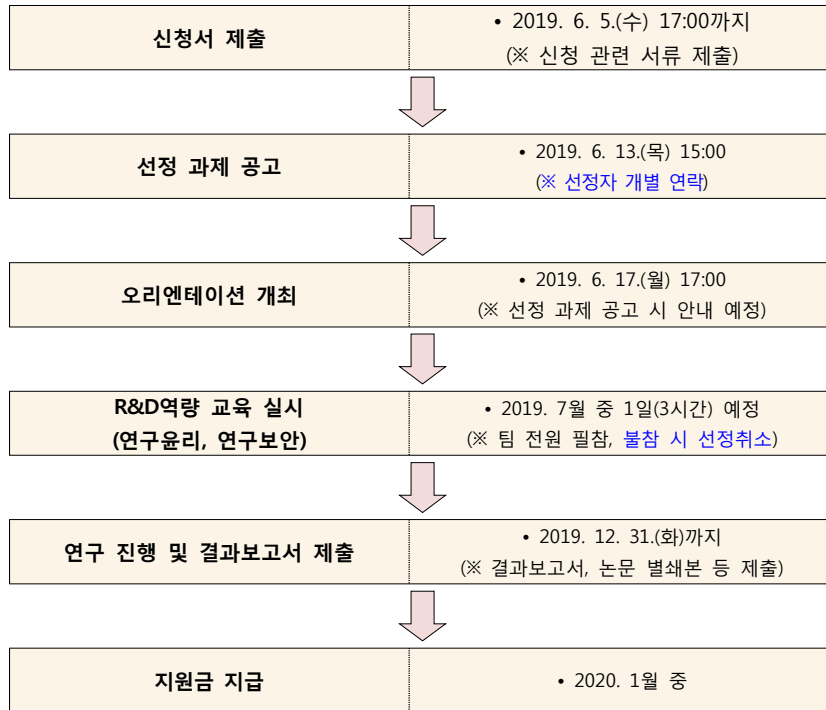 신청서 제출
• 2019. 6. 5.(수) 17:00까지
(※ 신청 관련 서류 제출)
선정 과제 공고
• 2019. 6. 13.(목) 15:00
(※ 선정자 개별 연락)
오리엔테이션 개최
• 2019. 6. 17.(월) 17:00
(※ 선정 과제 공고 시 안내 예정)
R&D역량 교육 실시
(연구윤리, 연구보안)
• 2019. 7월 중 1일(3시간) 예정
(※ 팀 전원 필참, 불참 시 선정취소)
연구 진행 및 결과보고서 제출
• 2019. 12. 31.(화)까지
(※ 결과보고서, 논문 별쇄본 등 제출)
지원금 지급
• 2020. 1월 중